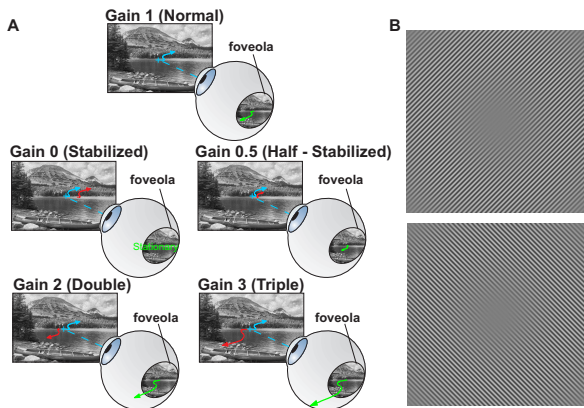 A
Gain 1 (Normal)
foveola
Gain 0 (Stabilized)
foveola
Stationary
Gain 0.5 (Half - Stabilized)
foveola
Gain 2 (Double)
foveola
Gain 3 (Triple)
foveola
B